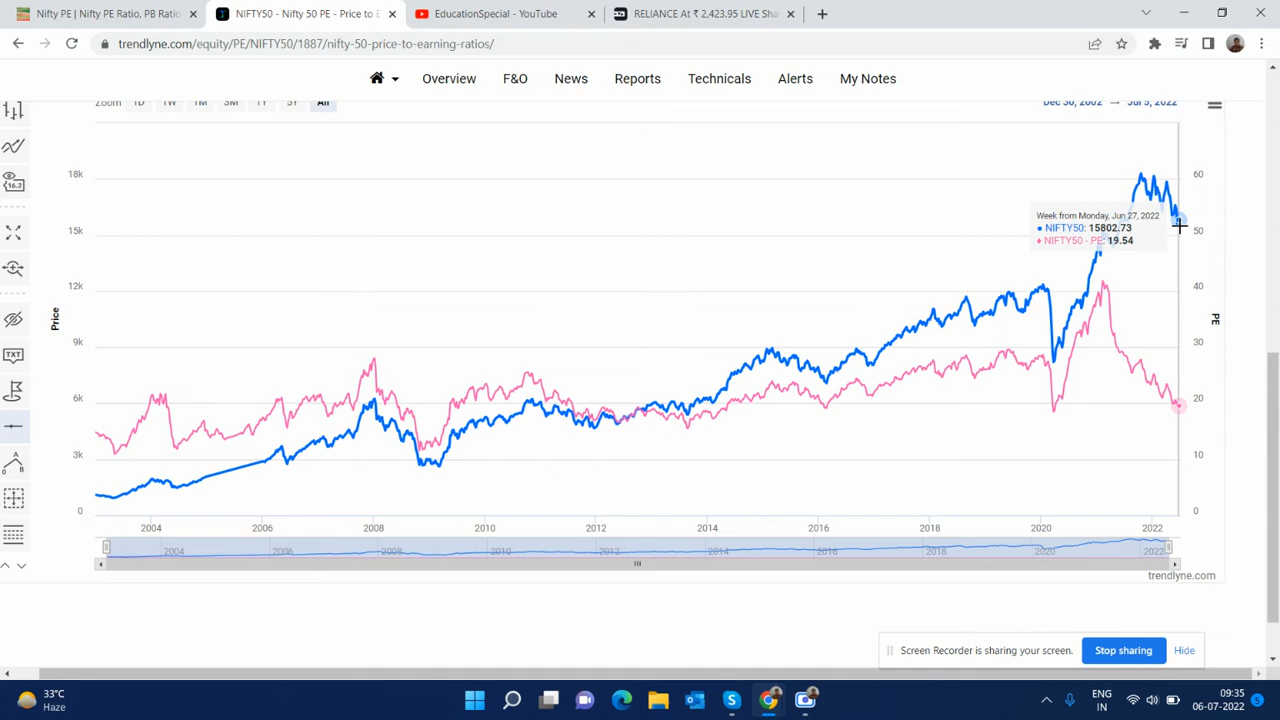 Nifty PE | Nifty PE Ratio, PB Ratio
NIFTY50 - Nifty 50 PE - Price to E
EducationSpecial - YouTube
RELIANCE At ₹ 2,423.95 LIVE Sha
trendlyne.com/equity/PE/NIFTY50/1887/nifty-50-price-to-earning-ratios/
Overview F&O News Reports Technicals Alerts My Notes
Zoom 1D 1W 1M 3M 1Y 5Y All
Dec 30, 2002 → Jul 5, 2022
18k 60
Week from Monday, Jun 27, 2022
NIFTY50: 15802.73
NIFTY50 - PE: 19.54
15k 50
12k 40
9k 30
6k 20
3k 10
0 0
Price
PE
16.2
TXT
A
B
0
2004 2006 2008 2010 2012 2014 2016 2018 2020 2022
2004 2006 2008 2010 2012 2014 2016 2018 2020 2022
trendlyne.com
Screen Recorder is sharing your screen. Stop sharing Hide
33°C
Haze
ENG
IN
09:35
06-07-2022
5